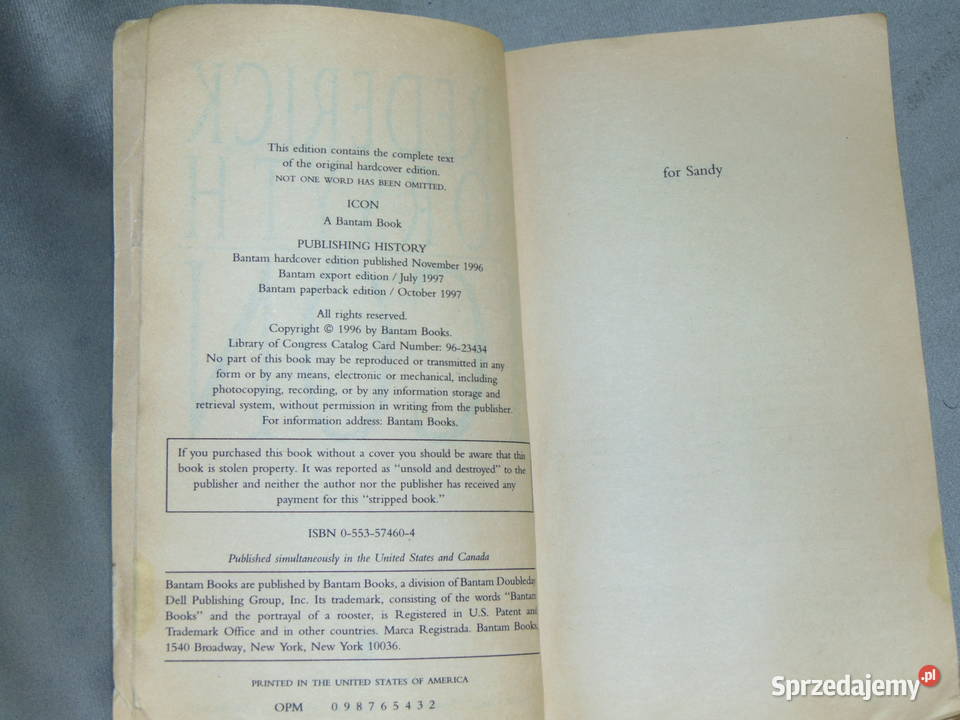 This edition contains the complete text
of the original hardcover edition.
NOT ONE WORD HAS BEEN OMITTED.
ICON
A Bantam Book
PUBLISHING HISTORY
Bantam hardcover edition published November 1996
Bantam export edition / July 1997
Bantam paperback edition / October 1997
All rights reserved.
Copyright © 1996 by Bantam Books.
Library of Congress Catalog Card Number: 96-23434
No part of this book may be reproduced or transmitted in any
form or by any means, electronic or mechanical, including
photocopying, recording, or by any information storage and
retrieval system, without permission in writing from the publisher.
For information address: Bantam Books.
If you purchased this book without a cover you should be aware that this
book is stolen property. It was reported as "unsold and destroyed" to the
publisher and neither the author nor the publisher has received any
payment for this "stripped book."
ISBN 0-553-57460-4
Published simultaneously in the United States and Canada
Bantam Books are published by Bantam Books, a division of Bantam Doubleday
Dell Publishing Group, Inc. Its trademark, consisting of the words "Bantam
Books" and the portrayal of a rooster, is Registered in U.S. Patent and
Trademark Office and in other countries. Marca Registrada. Bantam Books,
1540 Broadway, New York, New York 10036.
PRINTED IN THE UNITED STATES OF AMERICA
OPM 0 9 8 7 6 5 4 3 2
for Sandy
Sprzedajemy.pl